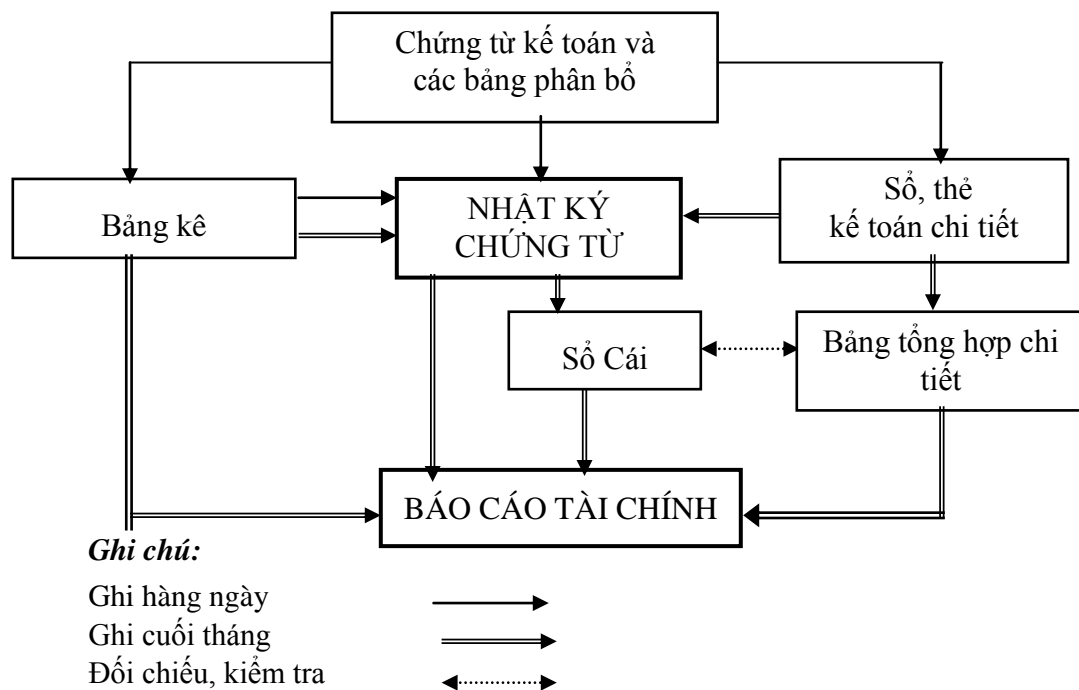 Chứng từ kế toán và
các bảng phân bổ
Bảng kê
NHẬT KÝ
CHỨNG TỪ
Sổ, thẻ
kế toán chi tiết
Sổ Cái
Bảng tổng hợp chi
tiết
BÁO CÁO TÀI CHÍNH
Ghi chú:
Ghi hàng ngày
Ghi cuối tháng
Đối chiếu, kiểm tra